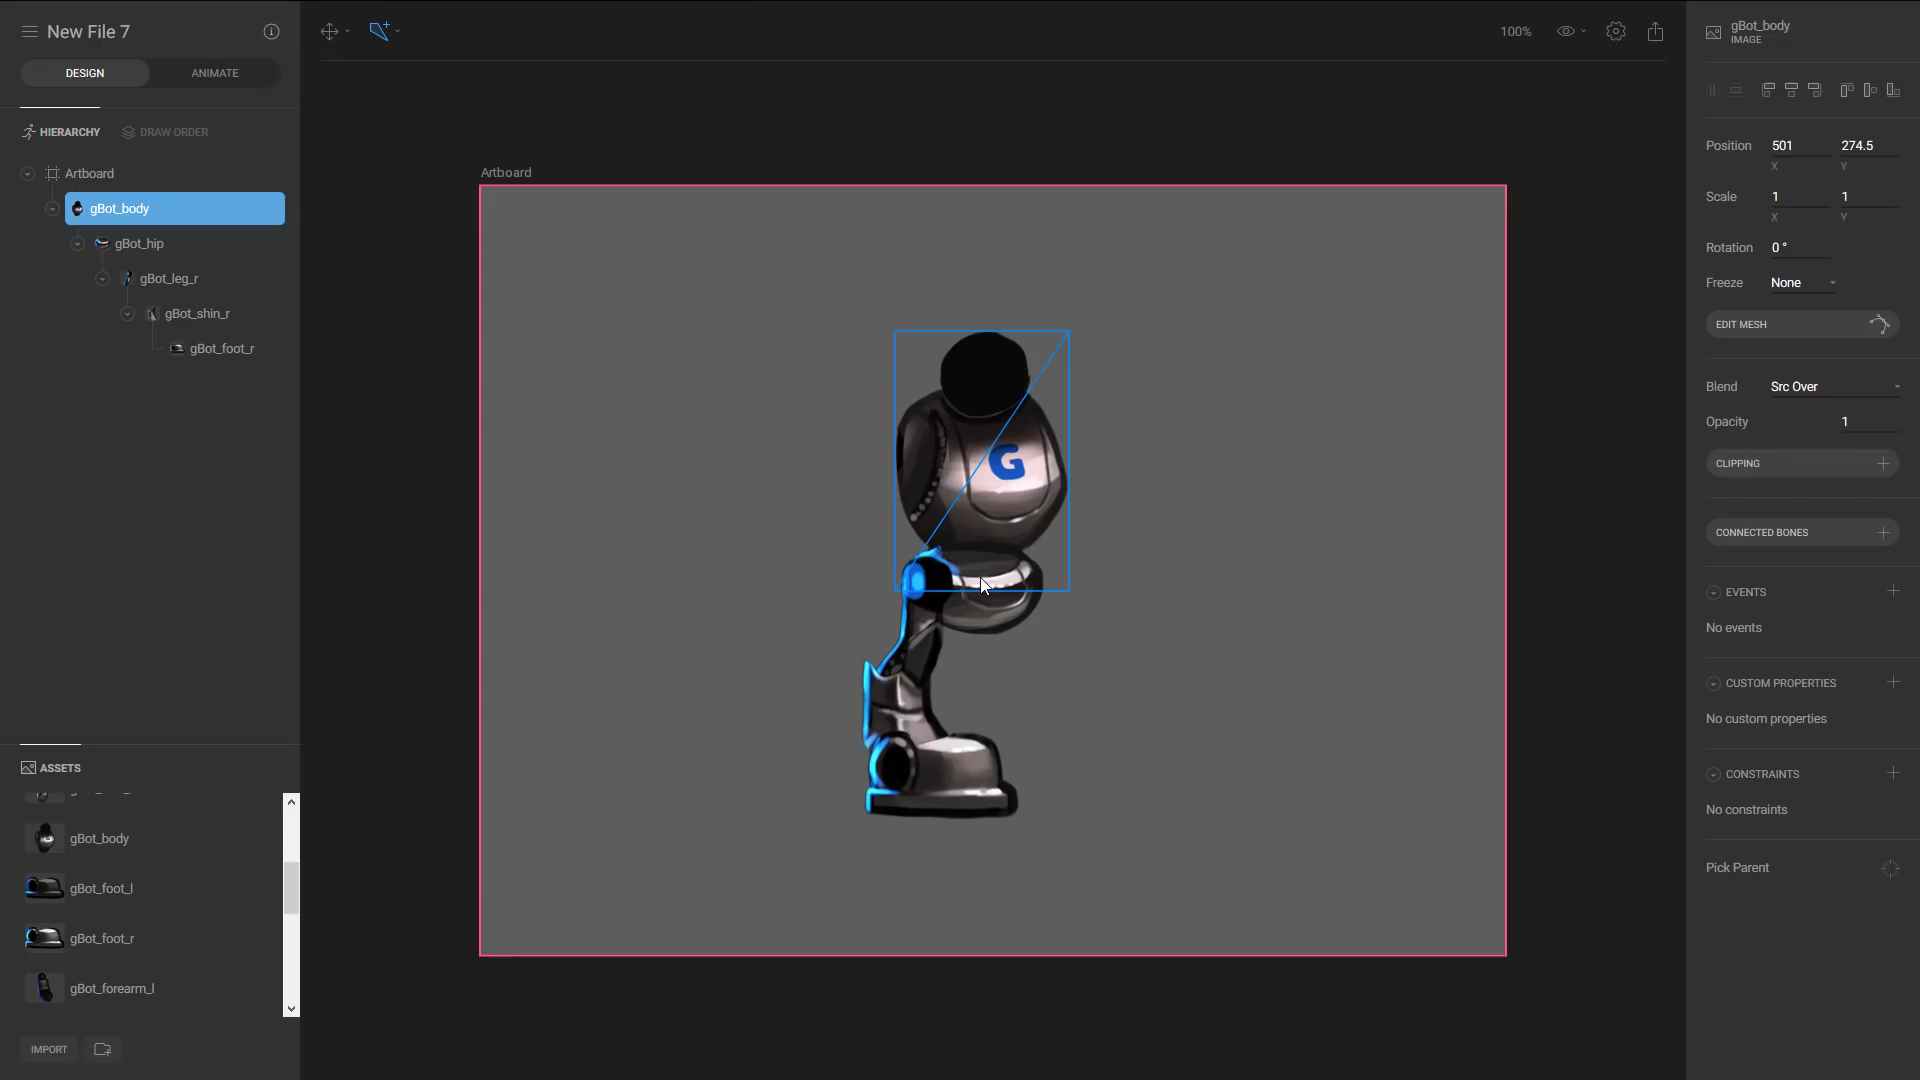 New File 7
DESIGN
ANIMATE
HIERARCHY
DRAW ORDER
Artboard
gBot_body
gBot_hip
gBot_leg_r
gBot_shin_r
gBot_foot_r
ASSETS
gBot_body
gBot_foot_l
gBot_foot_r
gBot_forearm_l
IMPORT
100%
Artboard
G
gBot_body
IMAGE
Position 501 274.5
X Y
Scale 1 1
X Y
Rotation 0 °
Freeze None
EDIT MESH
Blend Src Over
Opacity 1
CLIPPING
CONNECTED BONES
EVENTS
No events
CUSTOM PROPERTIES
No custom properties
CONSTRAINTS
No constraints
Pick Parent